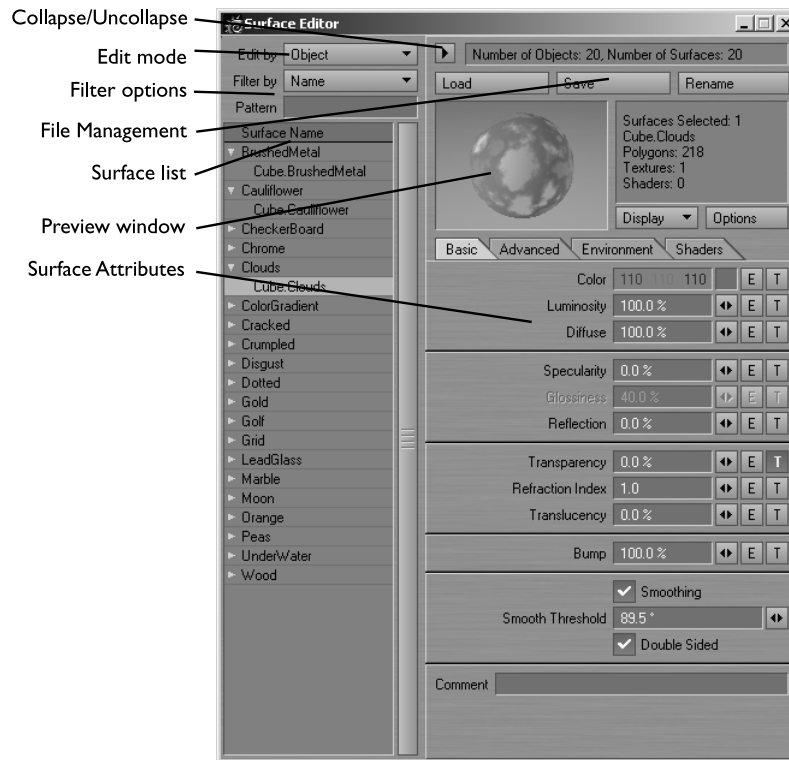 Collapse/Uncollapse
Edit mode
Filter options
File Management
Surface list
Preview window
Surface Attributes
Surface Editor
Edit by Object
Filter by Name
Pattern
Surface Name
BrushedMetal
Cube.BrushedMetal
Cauliflower
Cube.Cauliflower
CheckerBoard
Chrome
Clouds
Cube.Clouds
ColorGradient
Cracked
Crumpled
Disgust
Dotted
Gold
Golf
Grid
LeadGlass
Marble
Moon
Orange
Peas
UnderWater
Wood
Number of Objects: 20, Number of Surfaces: 20
Load Save Rename
Surfaces Selected: 1
Cube.Clouds
Polygons: 218
Textures: 1
Shaders: 0
Display Options
Basic Advanced Environment Shaders
Color 110 110 110 E T
Luminosity 100.0 % E T
Diffuse 100.0 % E T
Specularity 0.0 % E T
Glossiness 40.0 % E T
Reflection 0.0 % E T
Transparency 0.0 % E T
Refraction Index 1.0 E T
Translucency 0.0 % E T
Bump 100.0 % E T
Smoothing
Smooth Threshold 89.5 °
Double Sided
Comment